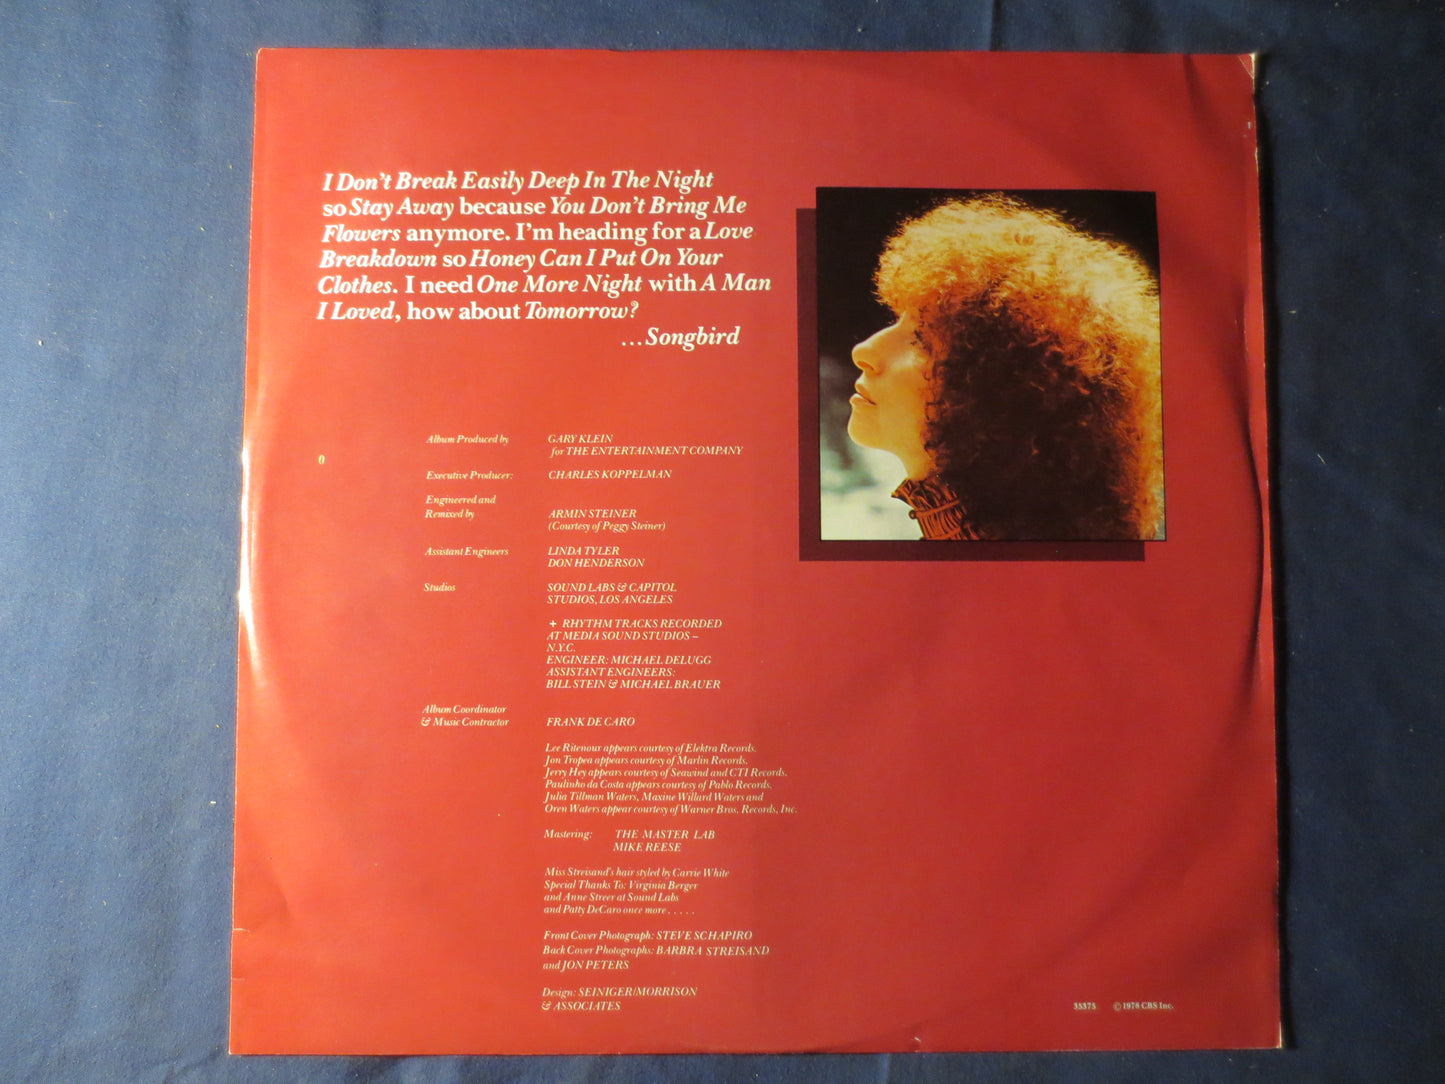 I Don't Break Easily Deep In The Night
so Stay Away because You Don't Bring Me
Flowers anymore. I'm heading for a Love
Breakdown so Honey Can I Put On Your
Clothes. I need One More Night with A Man
I Loved, how about Tomorrow?
...Songbird
Album Produced by GARY KLEIN
for THE ENTERTAINMENT COMPANY
Executive Producer: CHARLES KOPPELMAN
Engineered and
Remixed by ARMIN STEINER
(Courtesy of Peggy Steiner)
Assistant Engineers LINDA TYLER
DON HENDERSON
Studios SOUND LABS & CAPITOL
STUDIOS, LOS ANGELES
+ RHYTHM TRACKS RECORDED
AT MEDIA SOUND STUDIOS –
N.Y.C.
ENGINEER: MICHAEL DELUGG
ASSISTANT ENGINEERS:
BILL STEIN & MICHAEL BRAUER
Album Coordinator
& Music Contractor FRANK DE CARO
Lee Ritenour appears courtesy of Elektra Records.
Jon Tropea appears courtesy of Marlin Records.
Jerry Hey appears courtesy of Seawind and CTI Records.
Paulinho da Costa appears courtesy of Pablo Records.
Julia Tillman Waters, Maxine Willard Waters and
Oren Waters appear courtesy of Warner Bros. Records, Inc.
Mastering: THE MASTER LAB
MIKE REESE
Miss Streisand's hair styled by Carrie White
Special Thanks To: Virginia Berger
and Anne Streer at Sound Labs
and Patty DeCaro once more . . . . .
Front Cover Photograph: STEVE SCHAPIRO
Back Cover Photographs: BARBRA STREISAND
and JON PETERS
Design: SEINIGER/MORRISON
& ASSOCIATES
35375 © 1978 CBS Inc.